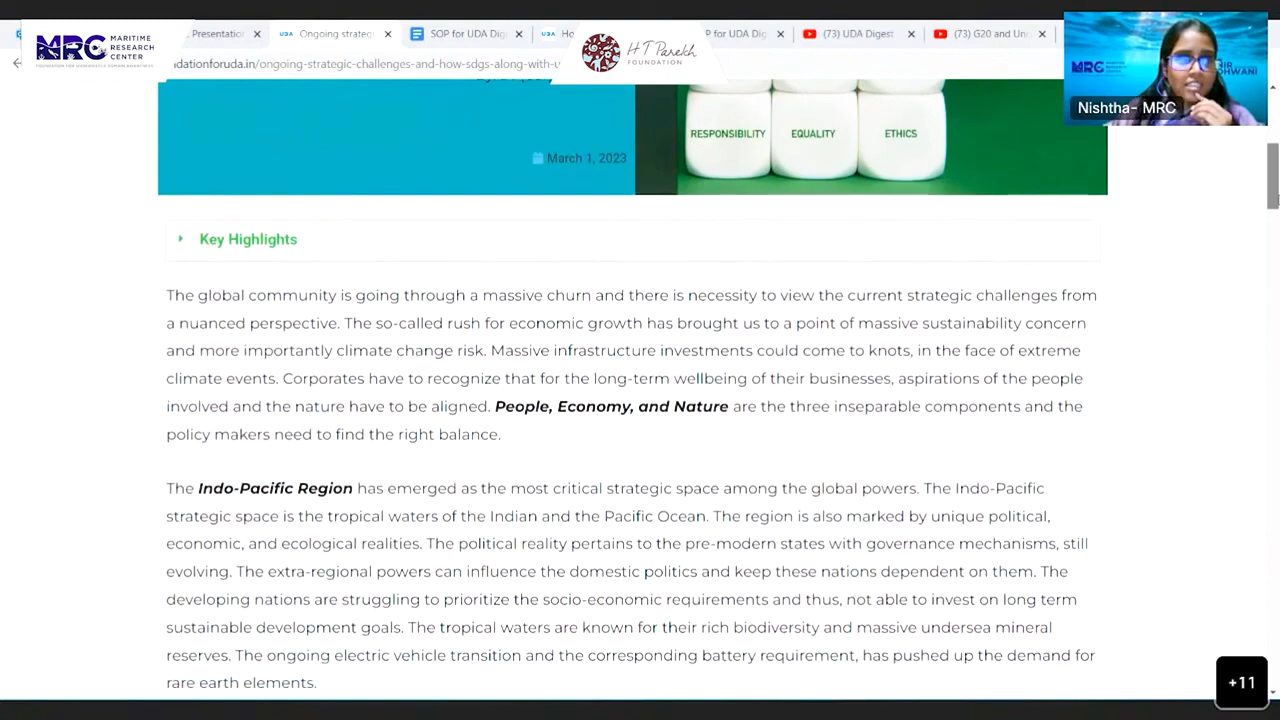 MRC MARITIME RESEARCH CENTER
Presentation
UDA Ongoing strateg
SOP for UDA Dig
UDA Ho
P for UDA Dig
(73) UDA Digest
(73) G20 and Un
H T Parekh FOUNDATION
ndationforuda.in/ongoing-strategic-challenges-and-how-sdgs-along-with-u
MRC
DHWANI
Nishtha- MRC
RESPONSIBILITY EQUALITY ETHICS
March 1, 2023
Key Highlights
The global community is going through a massive churn and there is necessity to view the current strategic challenges from
a nuanced perspective. The so-called rush for economic growth has brought us to a point of massive sustainability concern
and more importantly climate change risk. Massive infrastructure investments could come to knots, in the face of extreme
climate events. Corporates have to recognize that for the long-term wellbeing of their businesses, aspirations of the people
involved and the nature have to be aligned. People, Economy, and Nature are the three inseparable components and the
policy makers need to find the right balance.
The Indo-Pacific Region has emerged as the most critical strategic space among the global powers. The Indo-Pacific
strategic space is the tropical waters of the Indian and the Pacific Ocean. The region is also marked by unique political,
economic, and ecological realities. The political reality pertains to the pre-modern states with governance mechanisms, still
evolving. The extra-regional powers can influence the domestic politics and keep these nations dependent on them. The
developing nations are struggling to prioritize the socio-economic requirements and thus, not able to invest on long term
sustainable development goals. The tropical waters are known for their rich biodiversity and massive undersea mineral
reserves. The ongoing electric vehicle transition and the corresponding battery requirement, has pushed up the demand for
rare earth elements.
+11